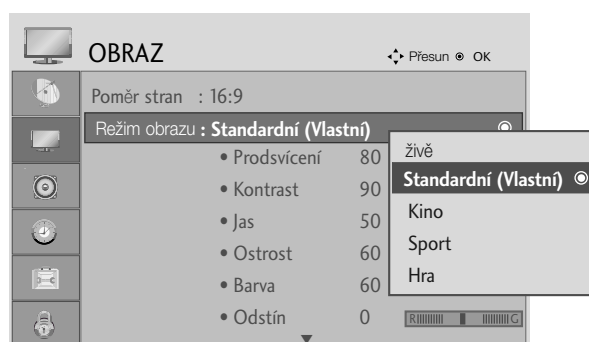 OBRAZ
Přesun OK
Poměr stran : 16:9
Režim obrazu : Standardní (Vlastní)
• Prodsvícení 80
• Kontrast 90
• Jas 50
• Ostrost 60
• Barva 60
• Odstín 0 R G
živě
Standardní (Vlastní)
Kino
Sport
Hra